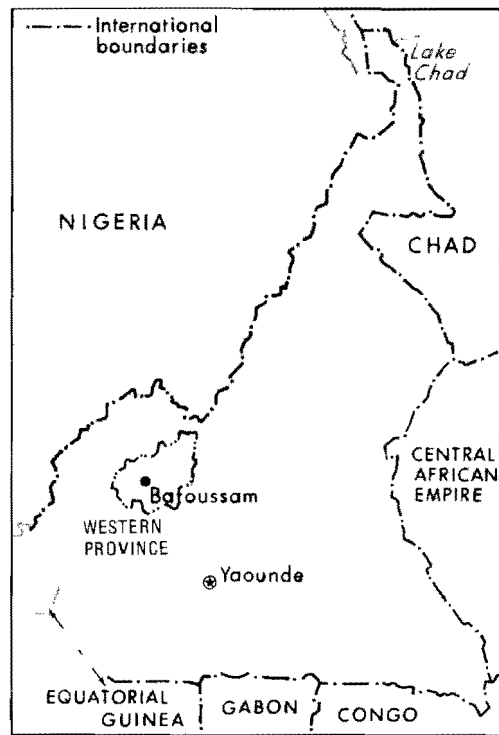 International
boundaries
Lake
Chad
NIGERIA
CHAD
CENTRAL
AFRICAN
EMPIRE
Bafoussam
WESTERN
PROVINCE
Yaounde
EQUATORIAL
GUINEA
GABON
CONGO